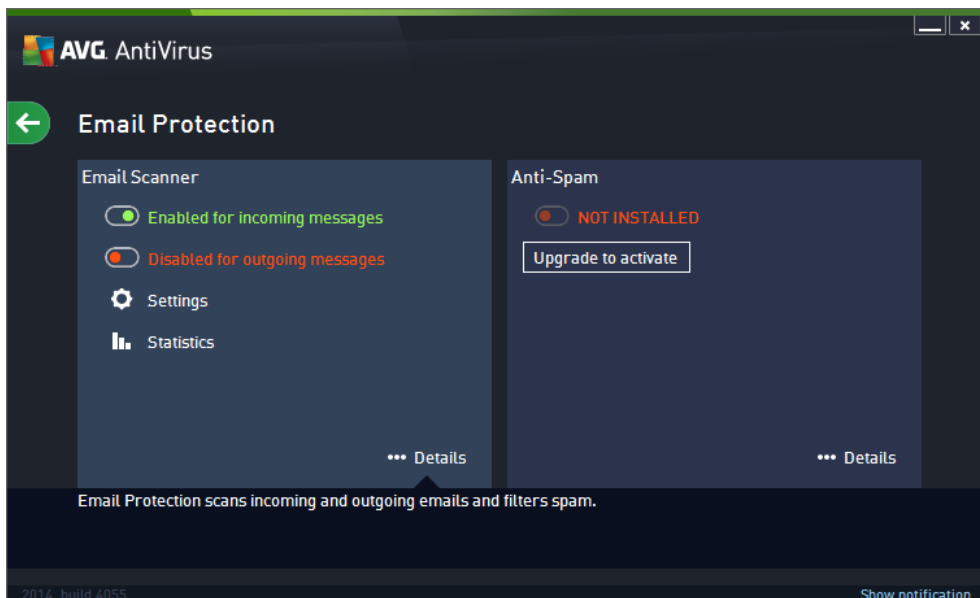 AVG. AntiVirus
Email Protection
Email Scanner
Enabled for incoming messages
Disabled for outgoing messages
Settings
Statistics
••• Details
Anti-Spam
NOT INSTALLED
Upgrade to activate
••• Details
Email Protection scans incoming and outgoing emails and filters spam.
2014 build 4055
Show notification